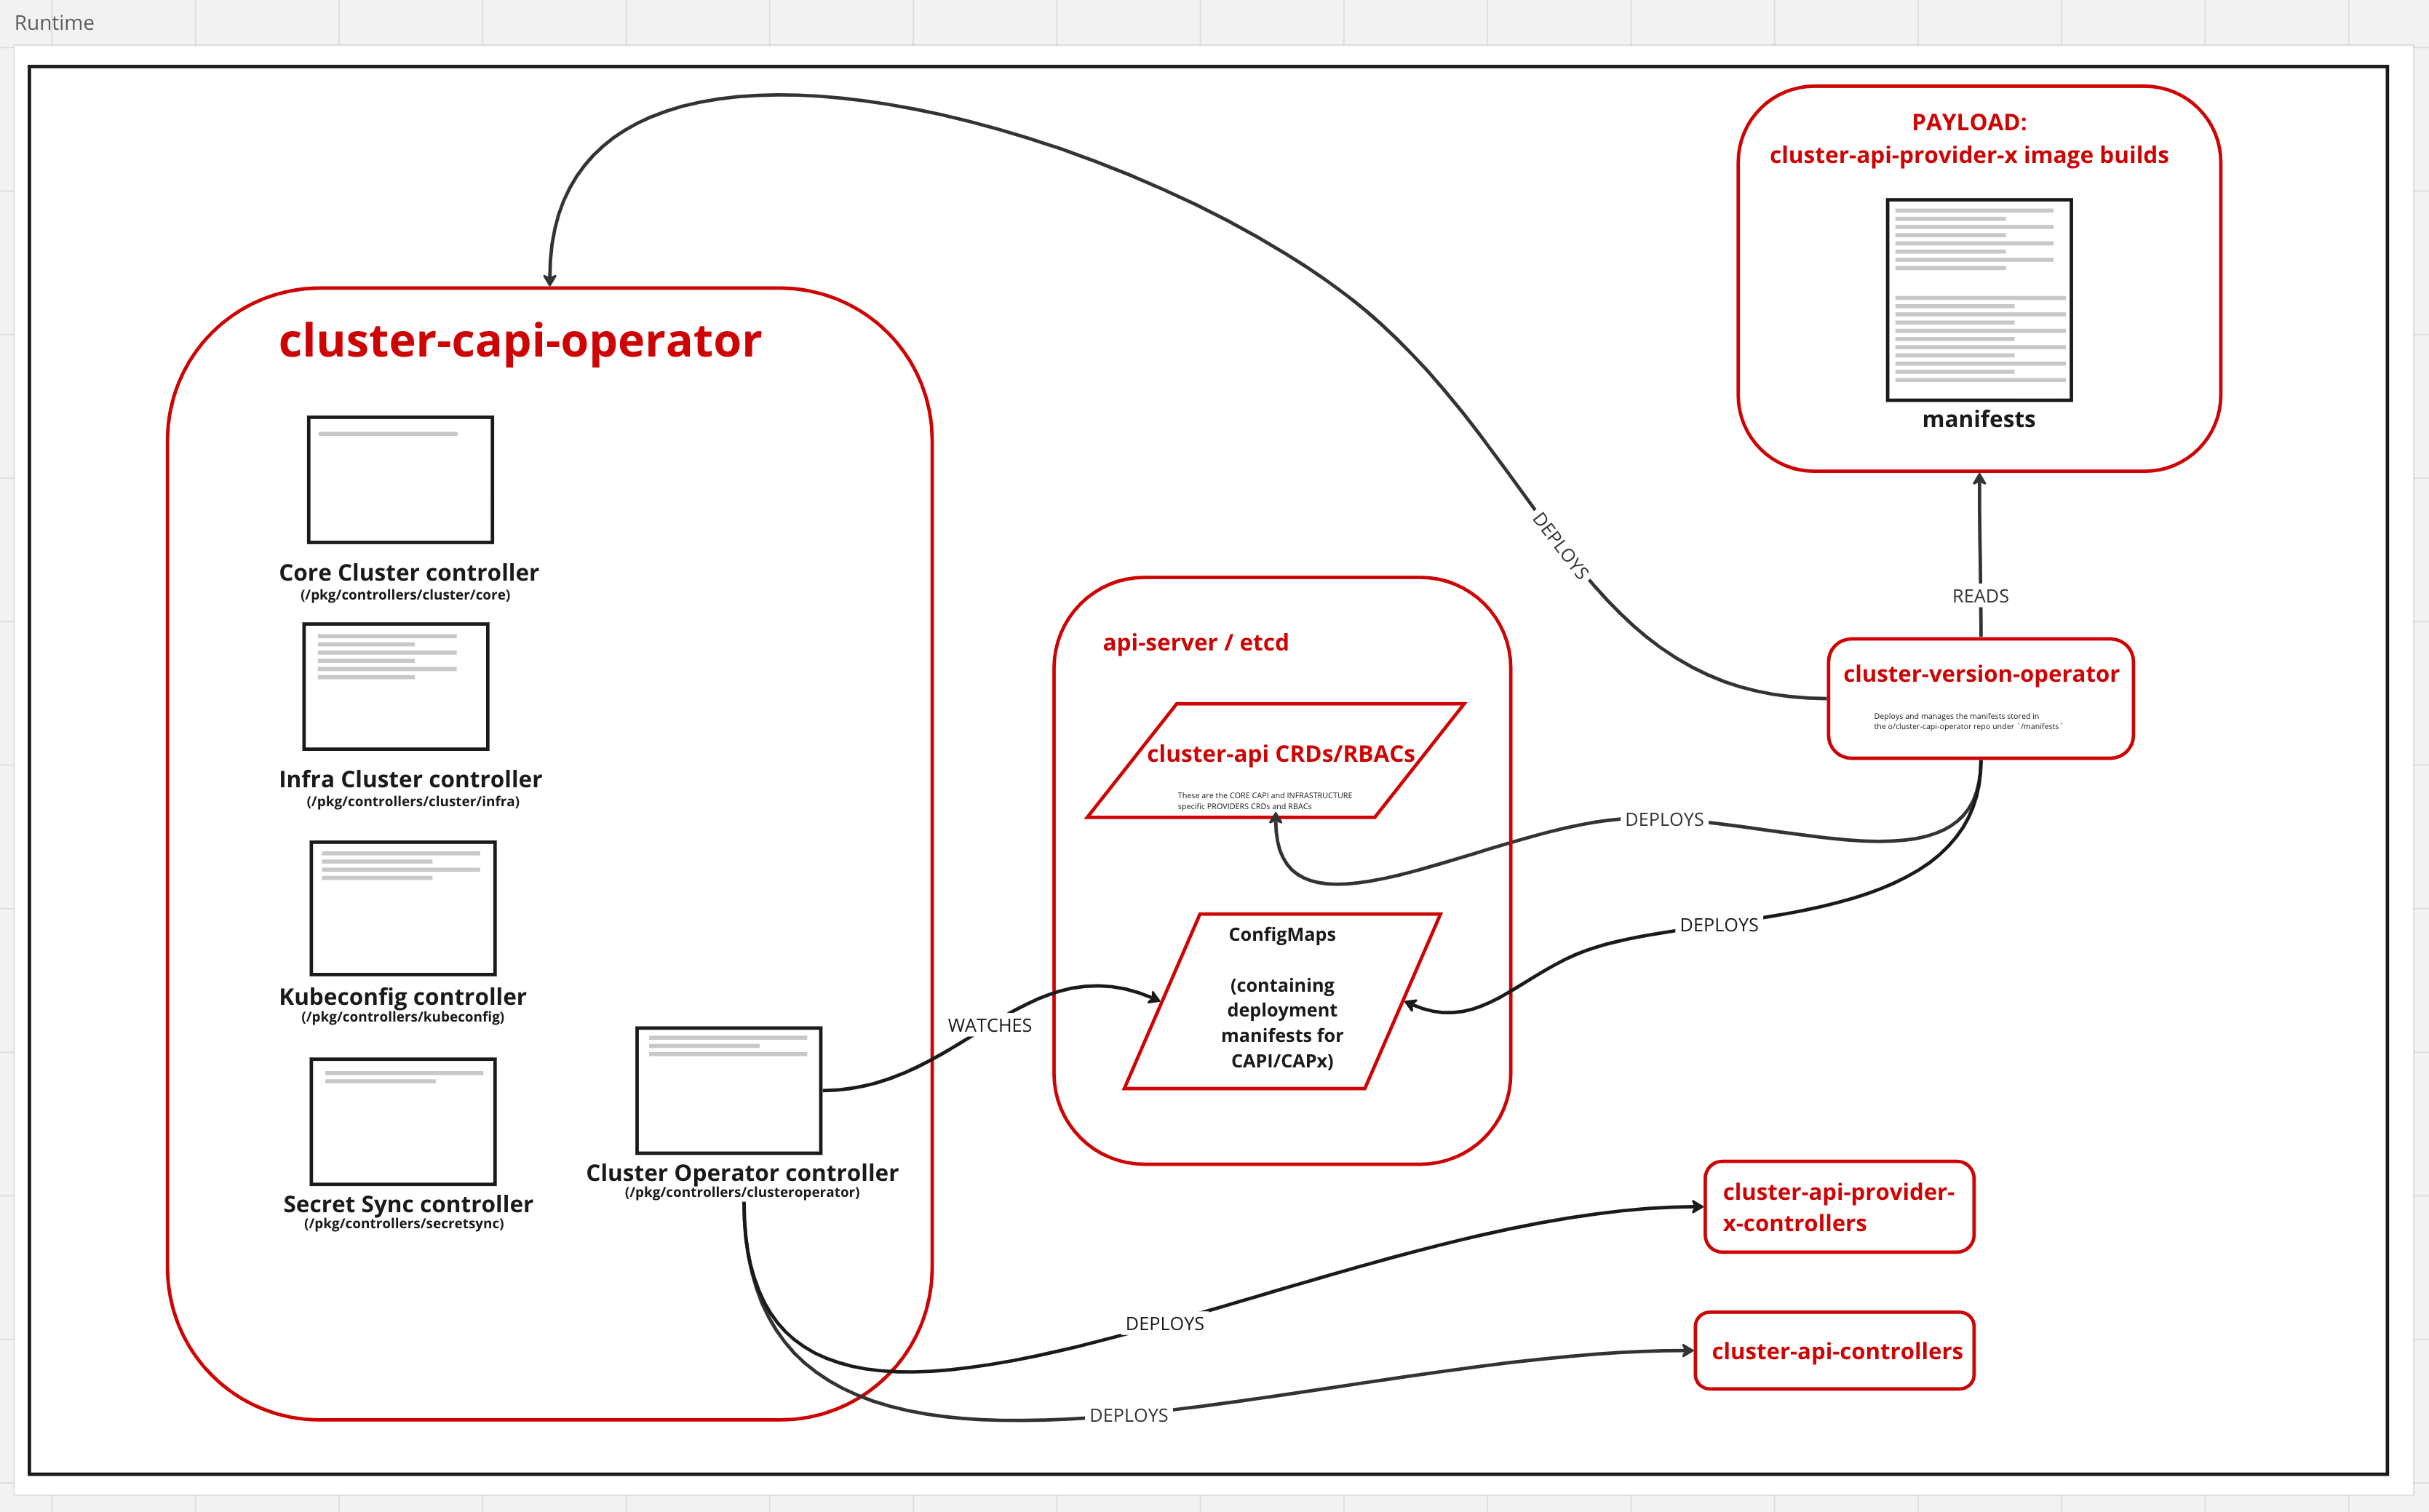 Runtime
PAYLOAD:
cluster-api-provider-x image builds
manifests
cluster-capi-operator
Core Cluster controller
(/pkg/controllers/cluster/core)
Infra Cluster controller
(/pkg/controllers/cluster/infra)
Kubeconfig controller
(/pkg/controllers/kubeconfig)
Secret Sync controller
(/pkg/controllers/secretsync)
Cluster Operator controller
(/pkg/controllers/clusteroperator)
DEPLOYS
READS
cluster-version-operator
Deploys and manages the manifests stored in
the o/cluster-capi-operator repo under `/manifests`
api-server / etcd
cluster-api CRDs/RBACs
These are the CORE CAPI and INFRASTRUCTURE
specific PROVIDERS CRDs and RBACs
DEPLOYS
DEPLOYS
ConfigMaps
(containing
deployment
manifests for
CAPI/CAPx)
WATCHES
cluster-api-provider-
x-controllers
DEPLOYS
cluster-api-controllers
DEPLOYS